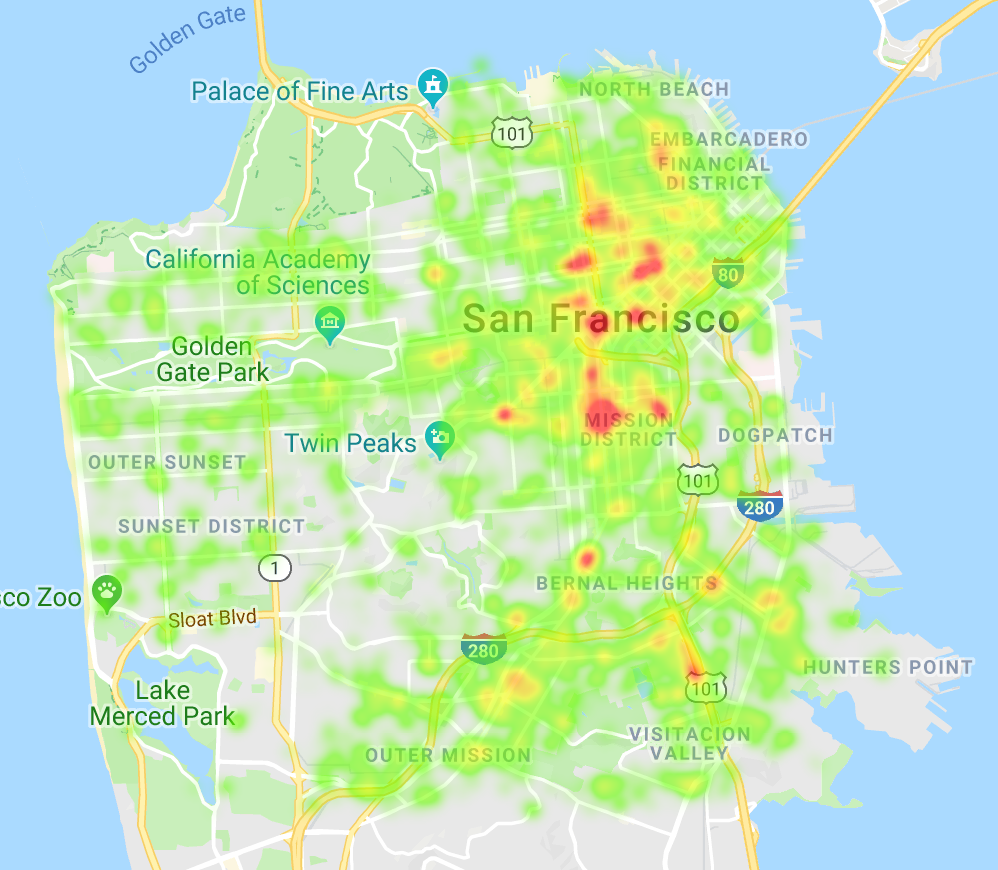 Golden Gate
Palace of Fine Arts
NORTH BEACH
101
EMBARCADERO
FINANCIAL
DISTRICT
California Academy
of Sciences
80
San Francisco
Golden
Gate Park
MISSION
DISTRICT
DOGPATCH
Twin Peaks
OUTER SUNSET
101
280
SUNSET DISTRICT
1
BERNAL HEIGHTS
sco Zoo
Sloat Blvd
280
HUNTERS POINT
101
Lake
Merced Park
VISITACION
VALLEY
OUTER MISSION